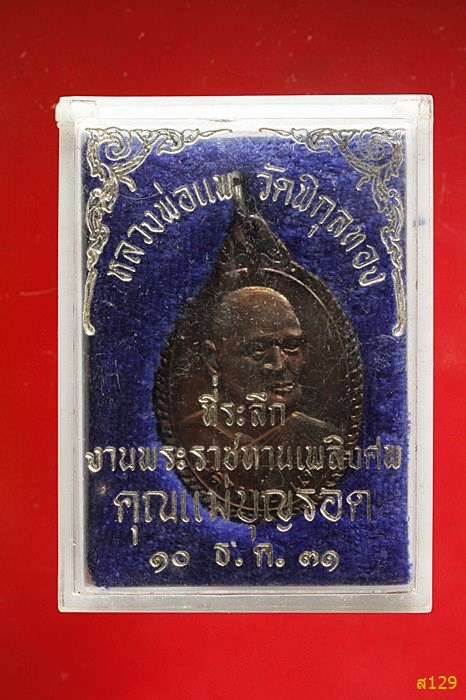 หลวงพ่อแพ วัดพิกุลทอง
ที่ระลึก
งานพระราชทานเพลิงศพ
คุณแม่บุญรอด
๑๐ ธ.ค. ๓๑
ส129